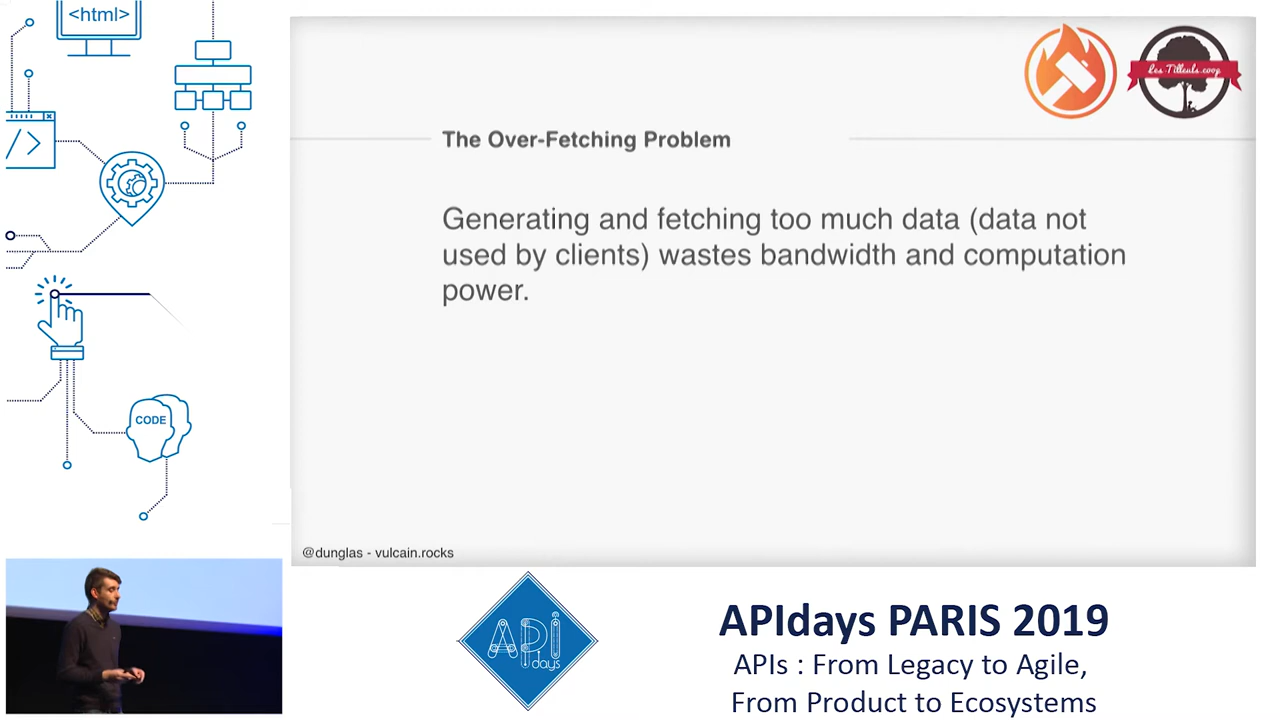 <html>
</>
CODE
Les-Tilleuls.coop
The Over-Fetching Problem
Generating and fetching too much data (data not
used by clients) wastes bandwidth and computation
power.
@dunglas - vulcain.rocks
API
days
APIdays PARIS 2019
APIs : From Legacy to Agile,
From Product to Ecosystems